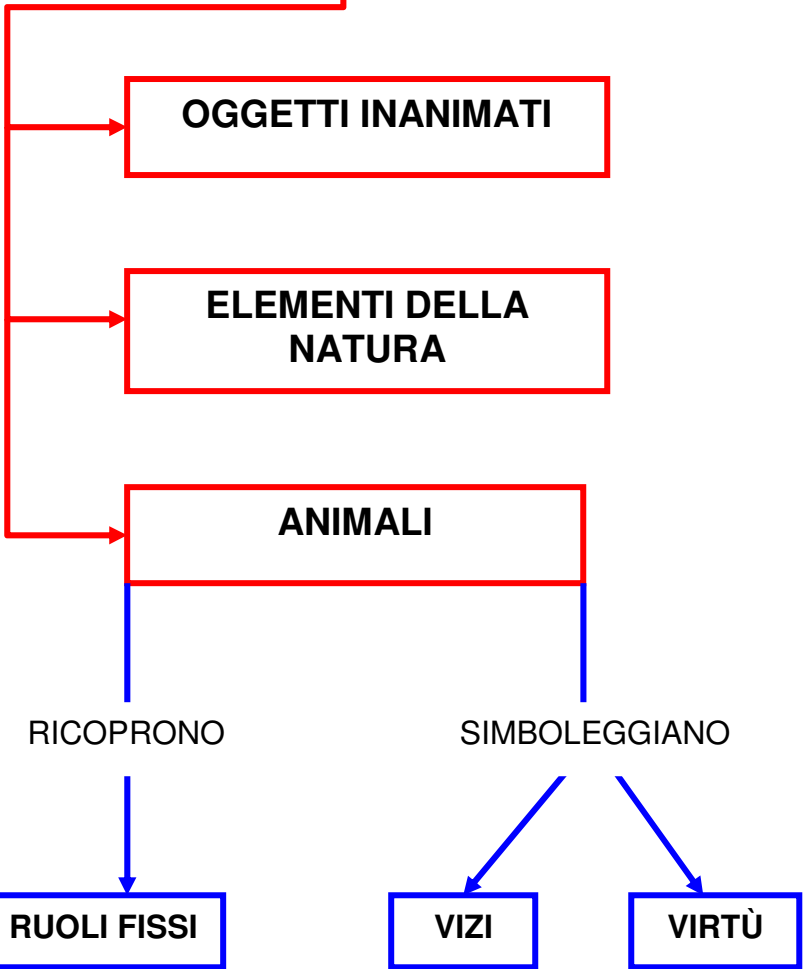 OGGETTI INANIMATI
ELEMENTI DELLA
NATURA
ANIMALI
RICOPRONO
SIMBOLEGGIANO
RUOLI FISSI
VIZI
VIRTÙ